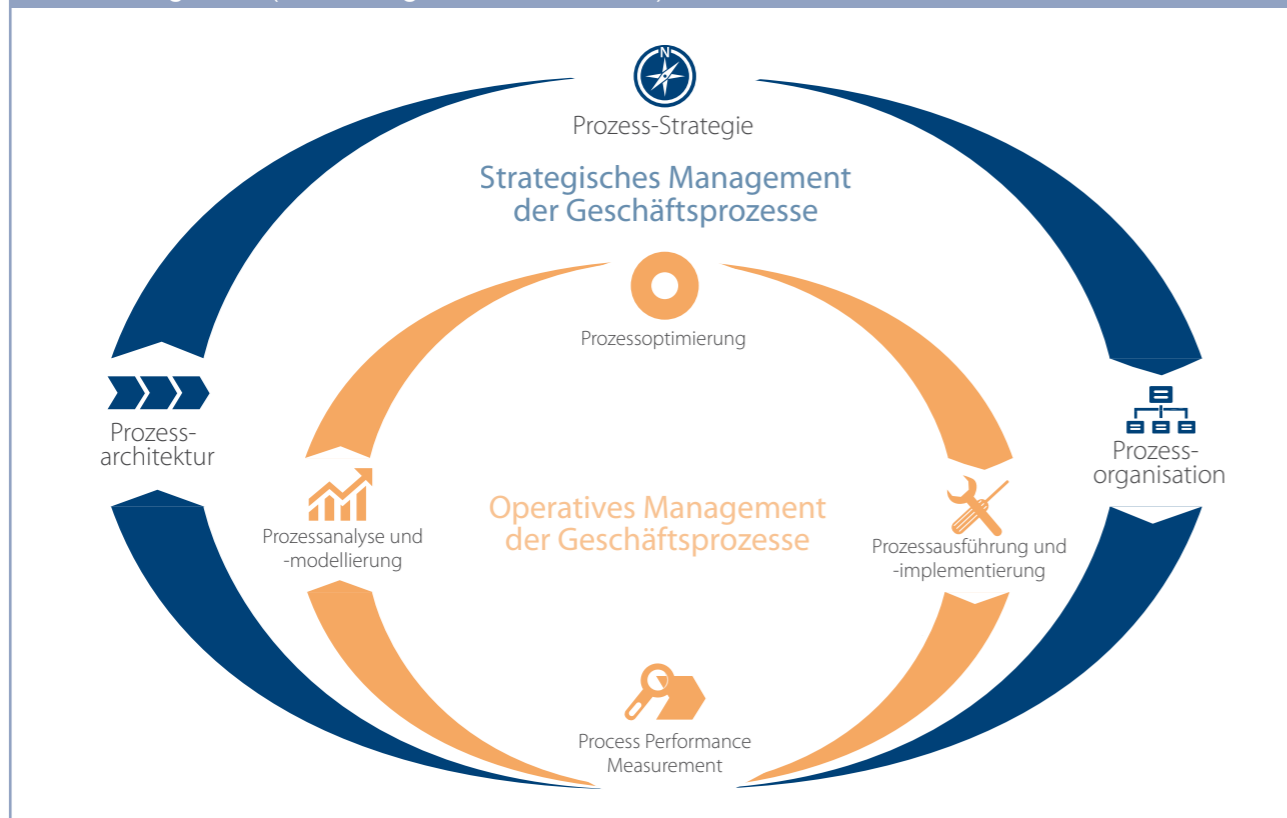 N
Prozess-Strategie
Strategisches Management
der Geschäftsprozesse
Prozessoptimierung
Prozess-
architektur
Prozess-
organisation
Operatives Management
der Geschäftsprozesse
Prozessanalyse und
-modellierung
Prozessausführung und
-implementierung
Process Performance
Measurement